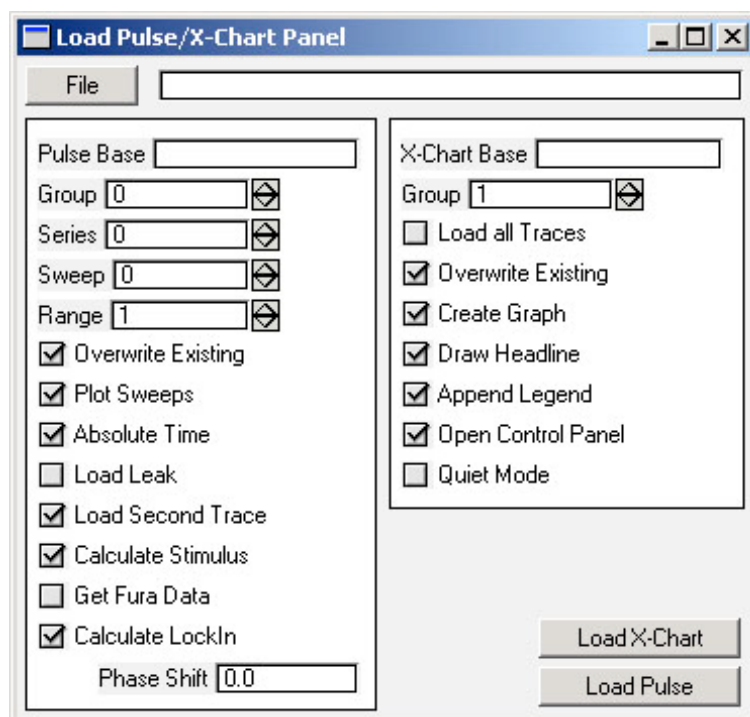 Load Pulse/X-Chart Panel
File
Pulse Base
Group 0
Series 0
Sweep 0
Range 1
Overwrite Existing
Plot Sweeps
Absolute Time
Load Leak
Load Second Trace
Calculate Stimulus
Get Fura Data
Calculate LockIn
Phase Shift 0.0
X-Chart Base
Group 1
Load all Traces
Overwrite Existing
Create Graph
Draw Headline
Append Legend
Open Control Panel
Quiet Mode
Load X-Chart
Load Pulse